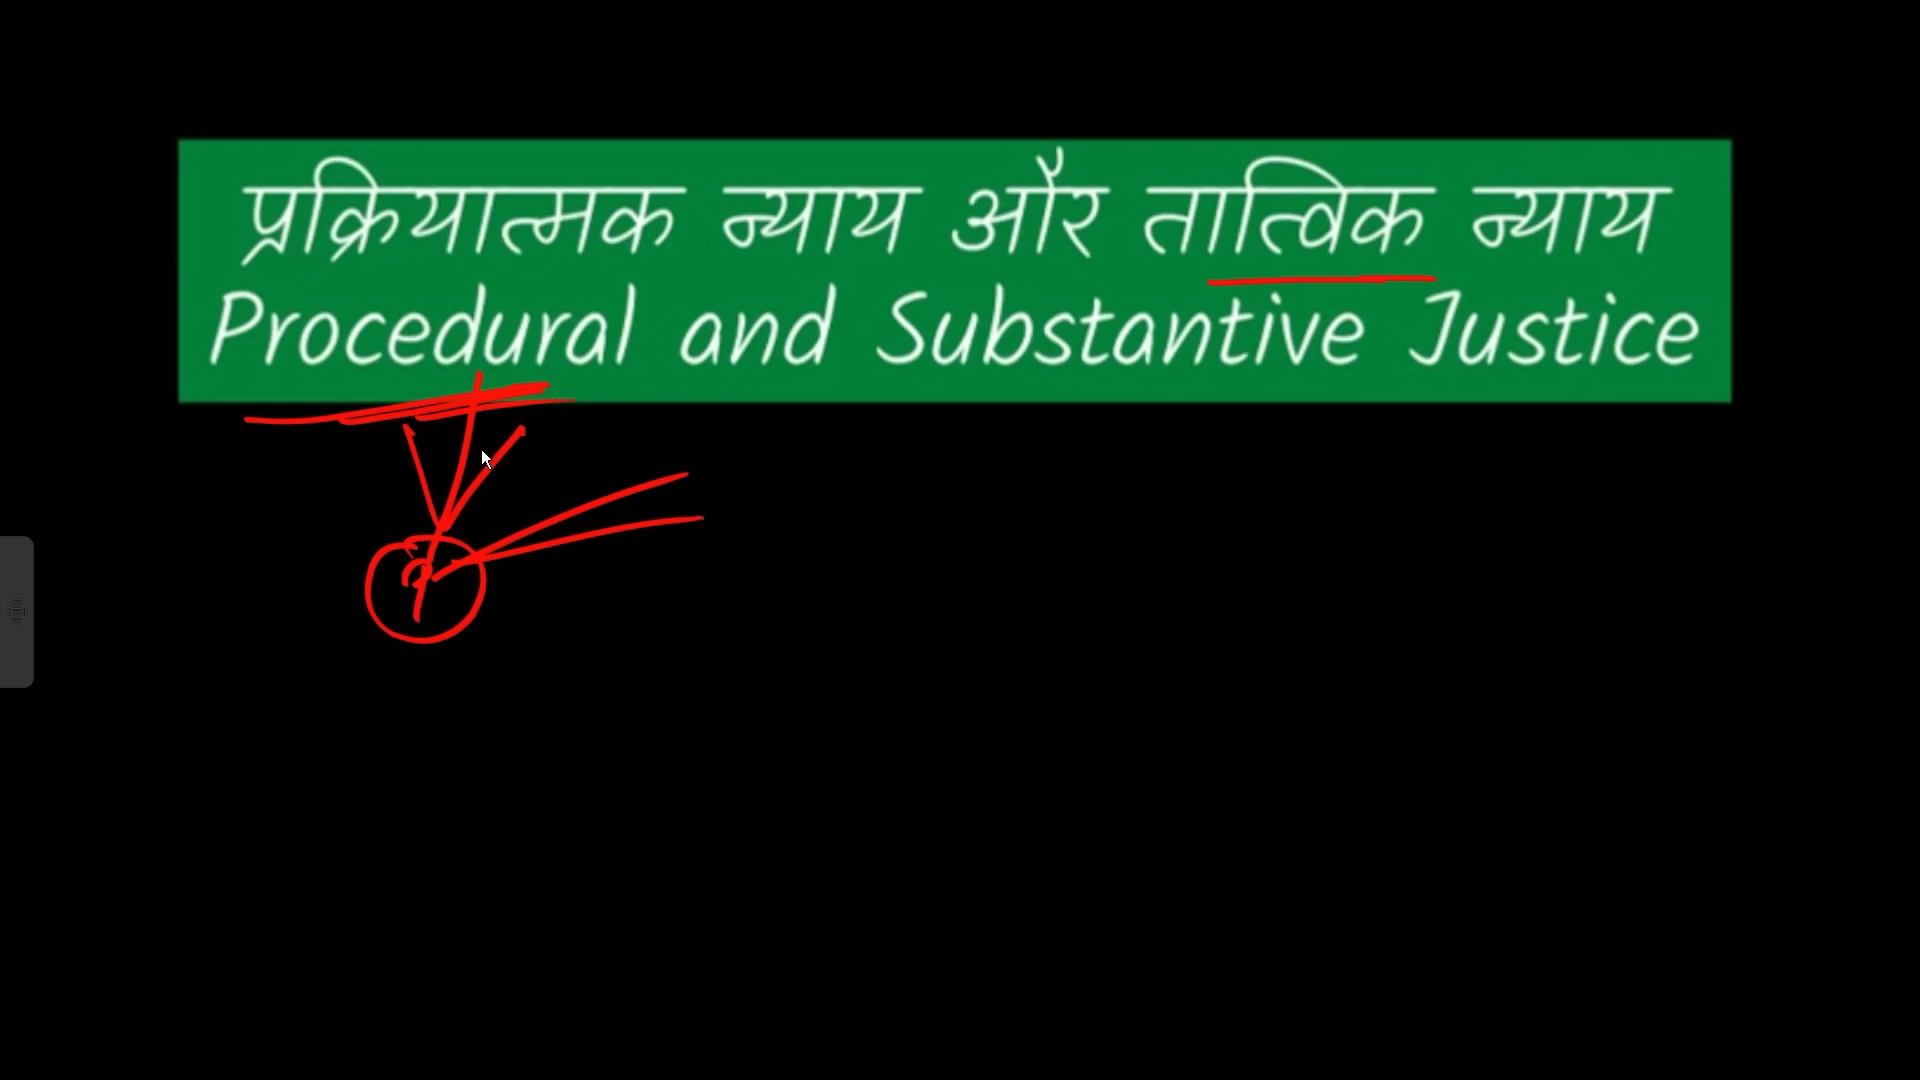 प्रक्रियात्मक न्याय और तात्विक न्याय
Procedural and Substantive Justice